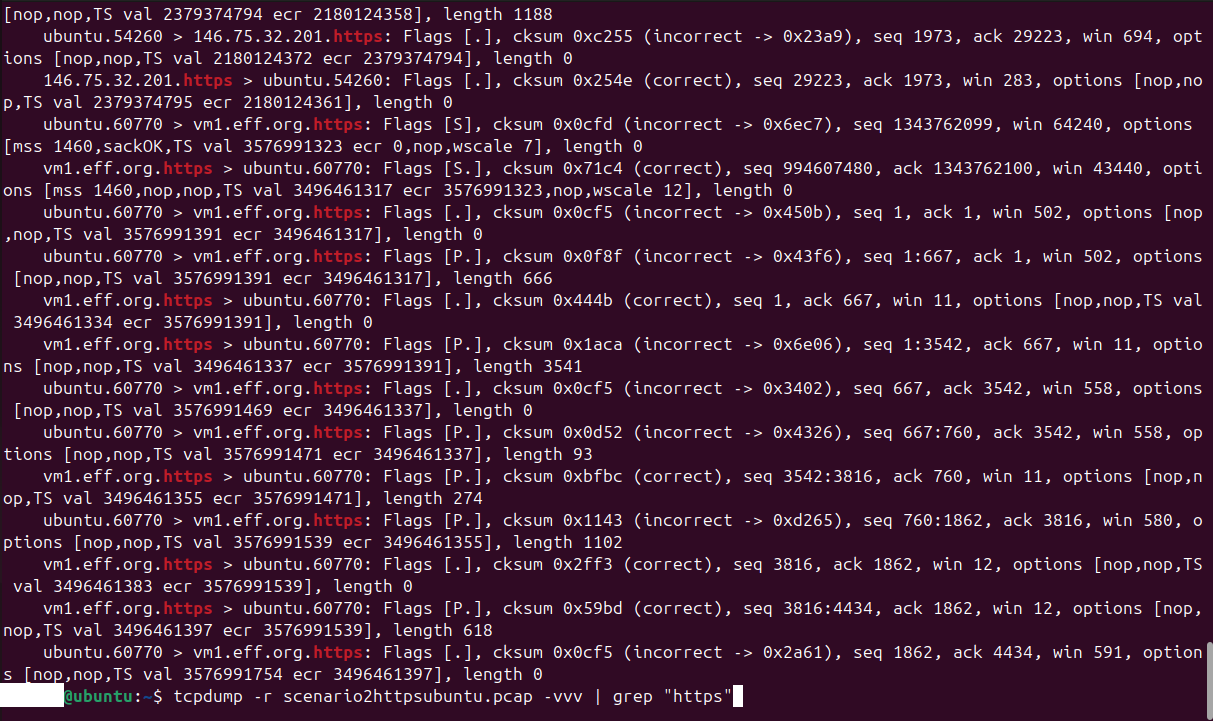 [nop,nop,TS val 2379374794 ecr 2180124358], length 1188
    ubuntu.54260 > 146.75.32.201.https: Flags [.], cksum 0xc255 (incorrect -> 0x23a9), seq 1973, ack 29223, win 694, opt
ions [nop,nop,TS val 2180124372 ecr 2379374794], length 0
    146.75.32.201.https > ubuntu.54260: Flags [.], cksum 0x254e (correct), seq 29223, ack 1973, win 283, options [nop,no
p,TS val 2379374795 ecr 2180124361], length 0
    ubuntu.60770 > vm1.eff.org.https: Flags [S], cksum 0x0cfd (incorrect -> 0x6ec7), seq 1343762099, win 64240, options
[mss 1460,sackOK,TS val 3576991323 ecr 0,nop,wscale 7], length 0
    vm1.eff.org.https > ubuntu.60770: Flags [S.], cksum 0x71c4 (correct), seq 994607480, ack 1343762100, win 43440, opti
ons [mss 1460,nop,nop,TS val 3496461317 ecr 3576991323,nop,wscale 12], length 0
    ubuntu.60770 > vm1.eff.org.https: Flags [.], cksum 0x0cf5 (incorrect -> 0x450b), seq 1, ack 1, win 502, options [nop
,nop,TS val 3576991391 ecr 3496461317], length 0
    ubuntu.60770 > vm1.eff.org.https: Flags [P.], cksum 0x0f8f (incorrect -> 0x43f6), seq 1:667, ack 1, win 502, options
 [nop,nop,TS val 3576991391 ecr 3496461317], length 666
    vm1.eff.org.https > ubuntu.60770: Flags [.], cksum 0x444b (correct), seq 1, ack 667, win 11, options [nop,nop,TS val
 3496461334 ecr 3576991391], length 0
    vm1.eff.org.https > ubuntu.60770: Flags [P.], cksum 0x1aca (incorrect -> 0x6e06), seq 1:3542, ack 667, win 11, optio
ns [nop,nop,TS val 3496461337 ecr 3576991391], length 3541
    ubuntu.60770 > vm1.eff.org.https: Flags [.], cksum 0x0cf5 (incorrect -> 0x3402), seq 667, ack 3542, win 558, options
 [nop,nop,TS val 3576991469 ecr 3496461337], length 0
    ubuntu.60770 > vm1.eff.org.https: Flags [P.], cksum 0x0d52 (incorrect -> 0x4326), seq 667:760, ack 3542, win 558, op
tions [nop,nop,TS val 3576991471 ecr 3496461337], length 93
    vm1.eff.org.https > ubuntu.60770: Flags [P.], cksum 0xbfbc (correct), seq 3542:3816, ack 760, win 11, options [nop,n
op,TS val 3496461355 ecr 3576991471], length 274
    ubuntu.60770 > vm1.eff.org.https: Flags [P.], cksum 0x1143 (incorrect -> 0xd265), seq 760:1862, ack 3816, win 580, o
ptions [nop,nop,TS val 3576991539 ecr 3496461355], length 1102
    vm1.eff.org.https > ubuntu.60770: Flags [.], cksum 0x2ff3 (correct), seq 3816, ack 1862, win 12, options [nop,nop,TS
 val 3496461383 ecr 3576991539], length 0
    vm1.eff.org.https > ubuntu.60770: Flags [P.], cksum 0x59bd (correct), seq 3816:4434, ack 1862, win 12, options [nop,
nop,TS val 3496461397 ecr 3576991539], length 618
    ubuntu.60770 > vm1.eff.org.https: Flags [.], cksum 0x0cf5 (incorrect -> 0x2a61), seq 1862, ack 4434, win 591, option
s [nop,nop,TS val 3576991754 ecr 3496461397], length 0
@ubuntu:~$ tcpdump -r scenario2httpsubuntu.pcap -vvv | grep "https"